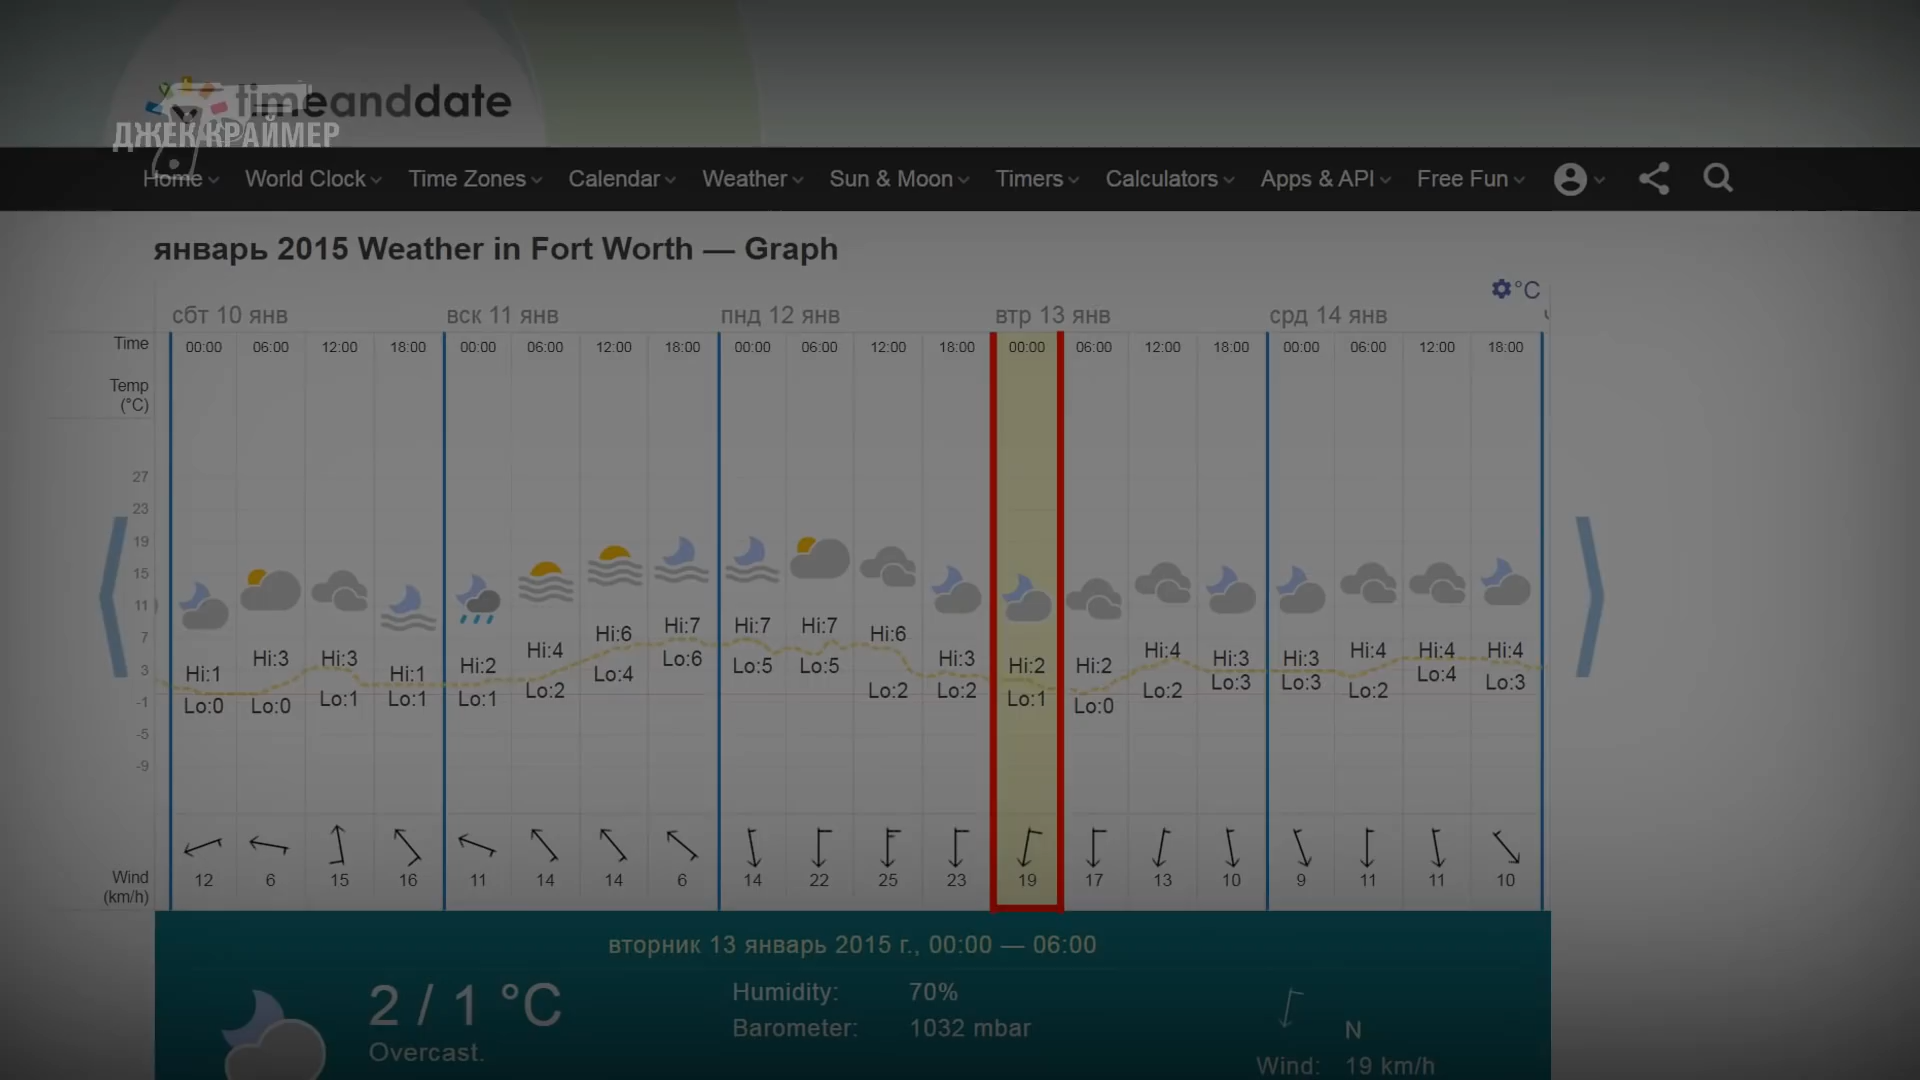 timeanddate
ДЖЕК КРАЙМЕР
Home World Clock Time Zones Calendar Weather Sun & Moon Timers Calculators Apps & API Free Fun
январь 2015 Weather in Fort Worth — Graph
°C
сбт 10 янв вск 11 янв пнд 12 янв втр 13 янв срд 14 янв
Time 00:00 06:00 12:00 18:00 00:00 06:00 12:00 18:00 00:00 06:00 12:00 18:00 00:00 06:00 12:00 18:00 00:00 06:00 12:00 18:00
Temp
(°C)
27
23
19
15
11
7
3
-1
-5
-9
Hi:1 Hi:3 Hi:3 Hi:1 Hi:2 Hi:4 Hi:6 Hi:7 Hi:7 Hi:7 Hi:6 Hi:3 Hi:2 Hi:2 Hi:4 Hi:3 Hi:3 Hi:4 Hi:4 Hi:4
Lo:0 Lo:0 Lo:1 Lo:1 Lo:1 Lo:2 Lo:4 Lo:6 Lo:5 Lo:5 Lo:2 Lo:2 Lo:1 Lo:0 Lo:2 Lo:3 Lo:3 Lo:2 Lo:4 Lo:3
Wind
(km/h)
12 6 15 16 11 14 14 6 14 22 25 23 19 17 13 10 9 11 11 10
вторник 13 январь 2015 г., 00:00 — 06:00
2 / 1 °C
Overcast.
Humidity: 70%
Barometer: 1032 mbar
N
Wind: 19 km/h